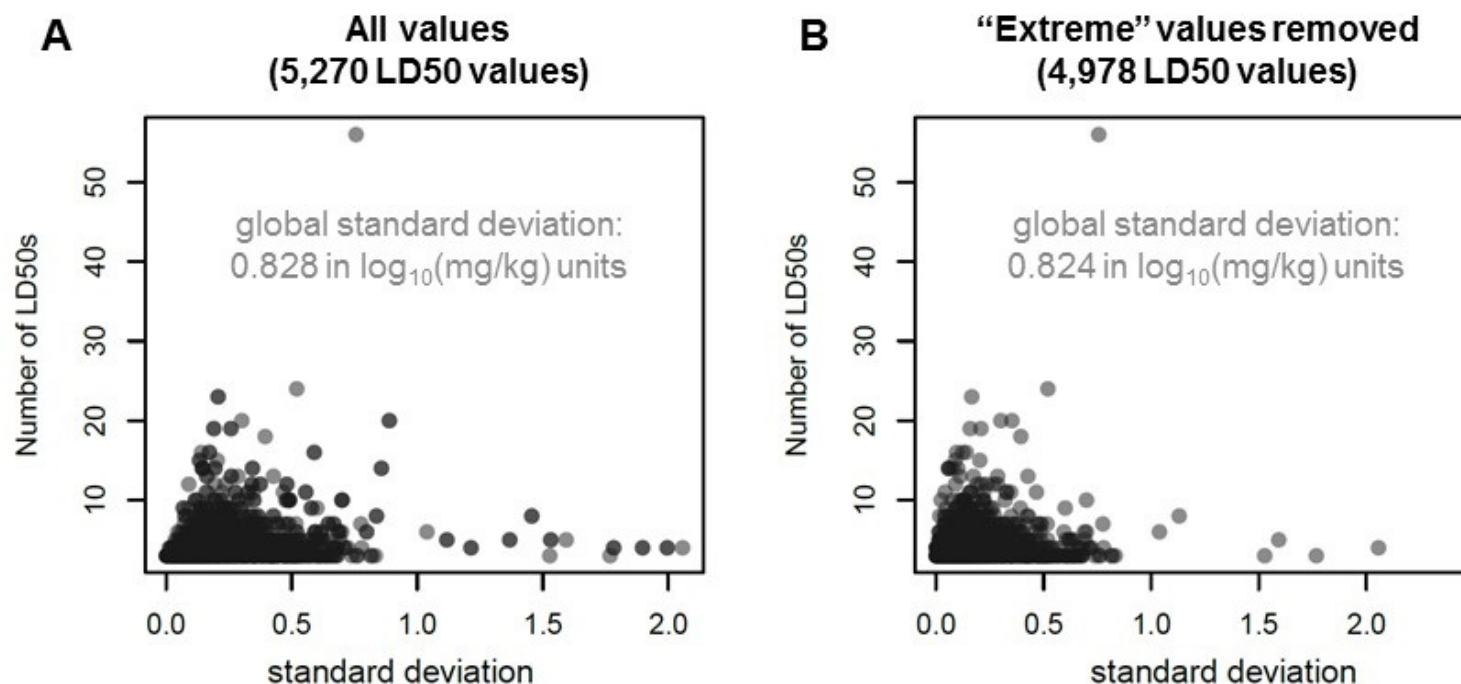 A
All values
(5,270 LD50 values)
global standard deviation:
0.828 in log₁₀(mg/kg) units
Number of LD50s
50
40
30
20
10
0.0 0.5 1.0 1.5 2.0
standard deviation
B
“Extreme” values removed
(4,978 LD50 values)
global standard deviation:
0.824 in log₁₀(mg/kg) units
Number of LD50s
50
40
30
20
10
0.0 0.5 1.0 1.5 2.0
standard deviation